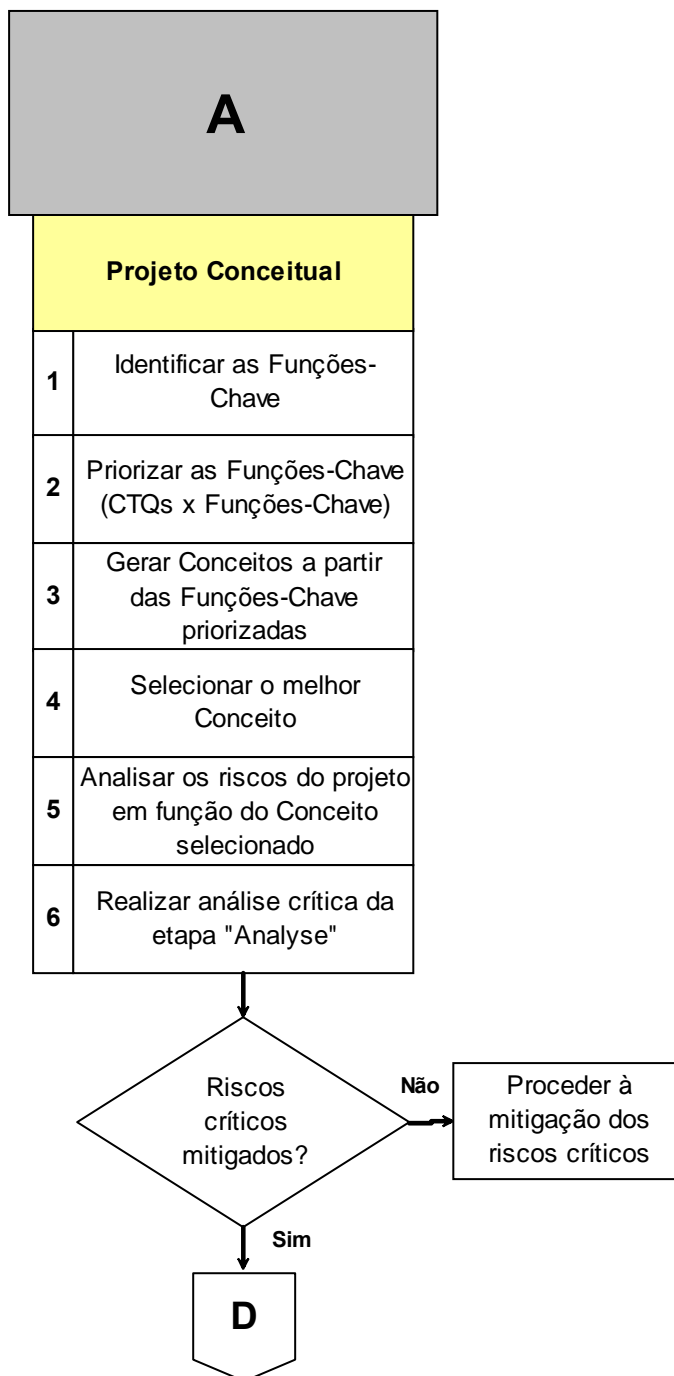 A
Projeto Conceitual
1
Identificar as Funções-
Chave
2
Priorizar as Funções-Chave
(CTQs x Funções-Chave)
3
Gerar Conceitos a partir
das Funções-Chave
priorizadas
4
Selecionar o melhor
Conceito
5
Analisar os riscos do projeto
em função do Conceito
selecionado
6
Realizar análise crítica da
etapa "Analyse"
Riscos
críticos
mitigados?
Não
Proceder à
mitigação dos
riscos críticos
Sim
D